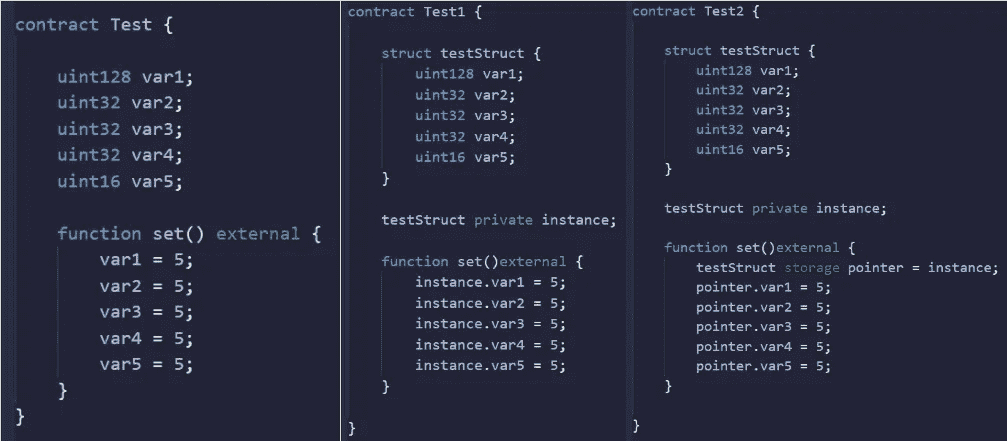 contract Test {
uint128 var1;
uint32 var2;
uint32 var3;
uint32 var4;
uint16 var5;
function set() external {
var1 = 5;
var2 = 5;
var3 = 5;
var4 = 5;
var5 = 5;
}
}
contract Test1 {
struct testStruct {
uint128 var1;
uint32 var2;
uint32 var3;
uint32 var4;
uint16 var5;
}
testStruct private instance;
function set()external {
instance.var1 = 5;
instance.var2 = 5;
instance.var3 = 5;
instance.var4 = 5;
instance.var5 = 5;
}
}
contract Test2 {
struct testStruct {
uint128 var1;
uint32 var2;
uint32 var3;
uint32 var4;
uint16 var5;
}
testStruct private instance;
function set()external {
testStruct storage pointer = instance;
pointer.var1 = 5;
pointer.var2 = 5;
pointer.var3 = 5;
pointer.var4 = 5;
pointer.var5 = 5;
}
}